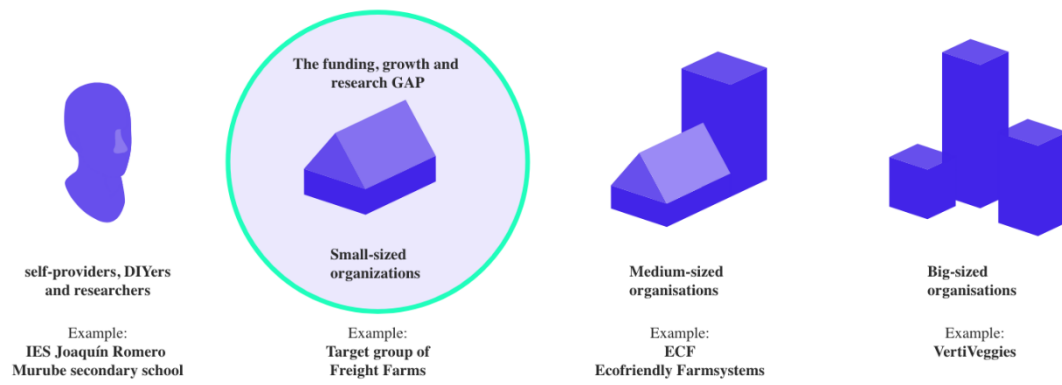 The funding, growth and
research GAP
self-providers, DIYers
and researchers
Example:
IES Joaquín Romero
Murube secondary school
Small-sized
organizations
Example:
Target group of
Freight Farms
Medium-sized
organisations
Example:
ECF
Ecofriendly Farmsystems
Big-sized
organisations
Example:
VertiVeggies